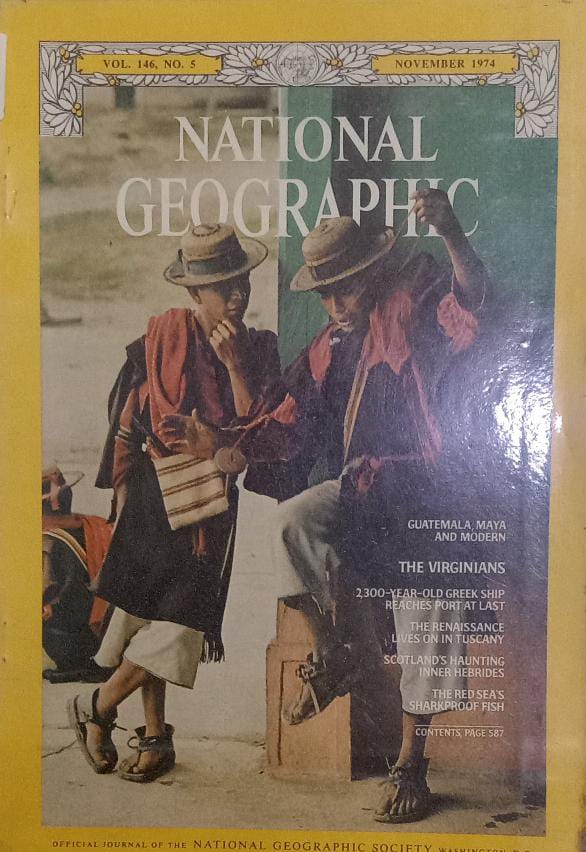 VOL. 146, NO. 5
NOVEMBER 1974
NATIONAL
GEOGRAPHIC
GUATEMALA, MAYA
AND MODERN
THE VIRGINIANS
2,300-YEAR-OLD GREEK SHIP
REACHES PORT AT LAST
THE RENAISSANCE
LIVES ON IN TUSCANY
SCOTLAND'S HAUNTING
INNER HEBRIDES
THE RED SEA'S
SHARKPROOF FISH
CONTENTS, PAGE 587
OFFICIAL JOURNAL OF THE NATIONAL GEOGRAPHIC SOCIETY WASHINGTON, D.C.